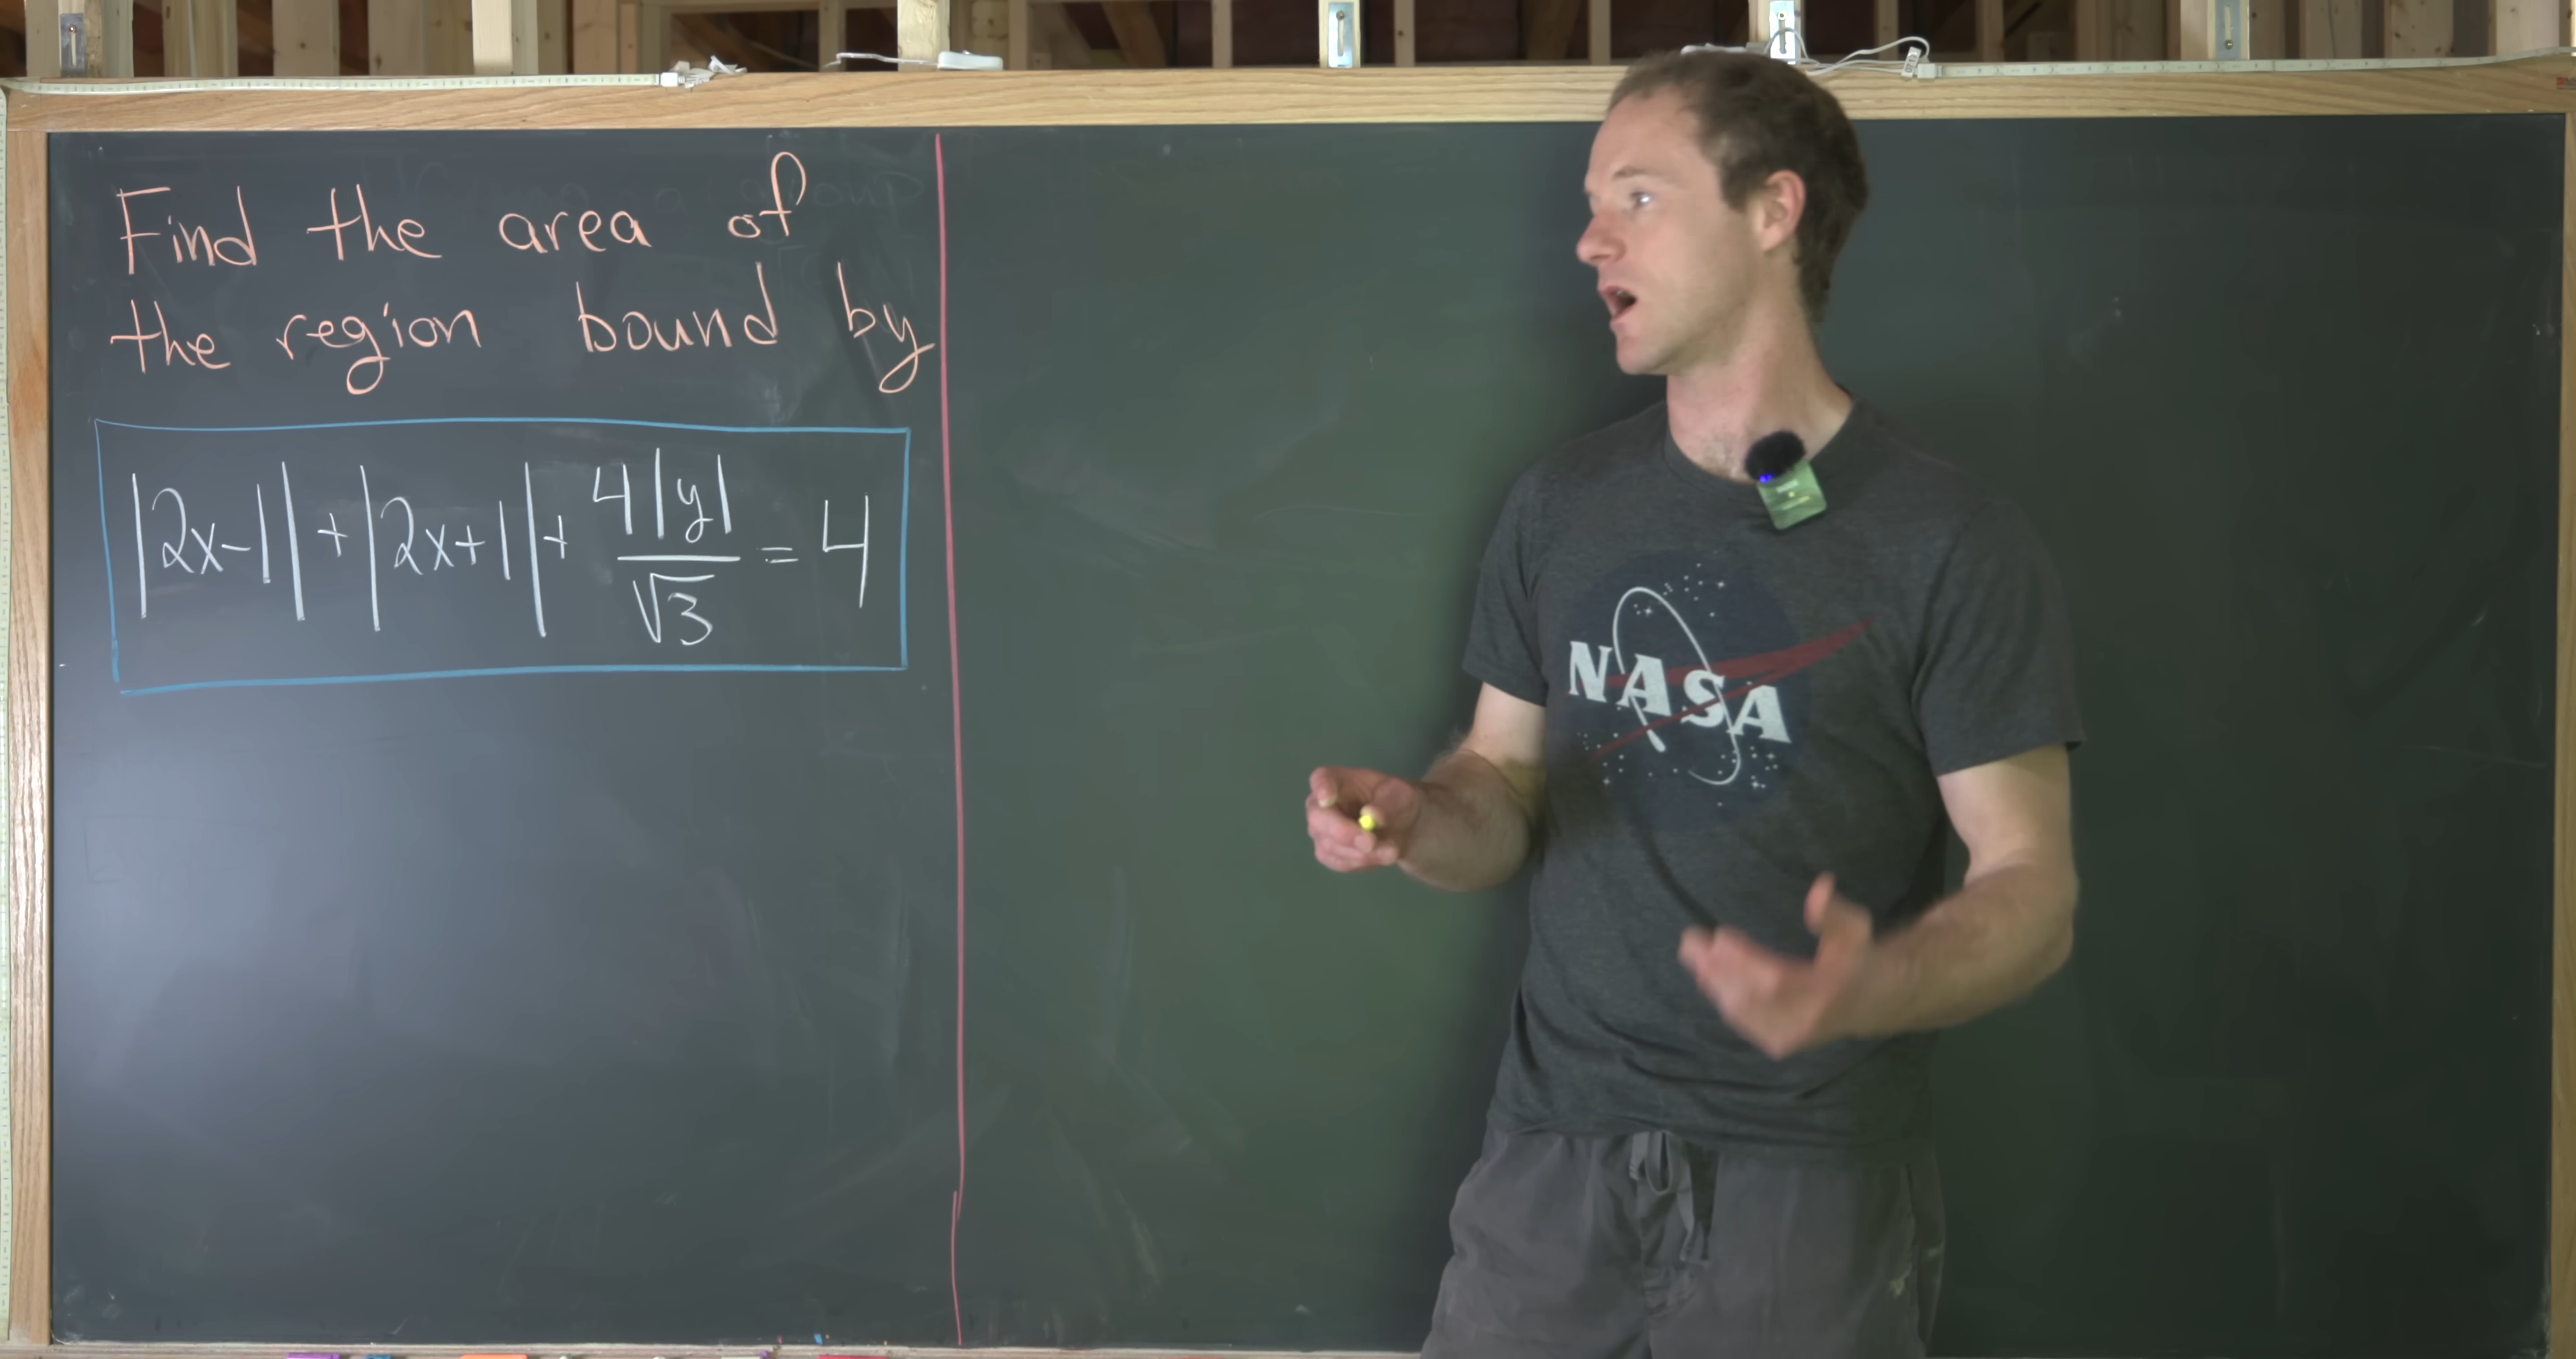 Find the area of
the region bound by
|2x-1| + |2x+1| + 4|y|/√3 = 4
NASA